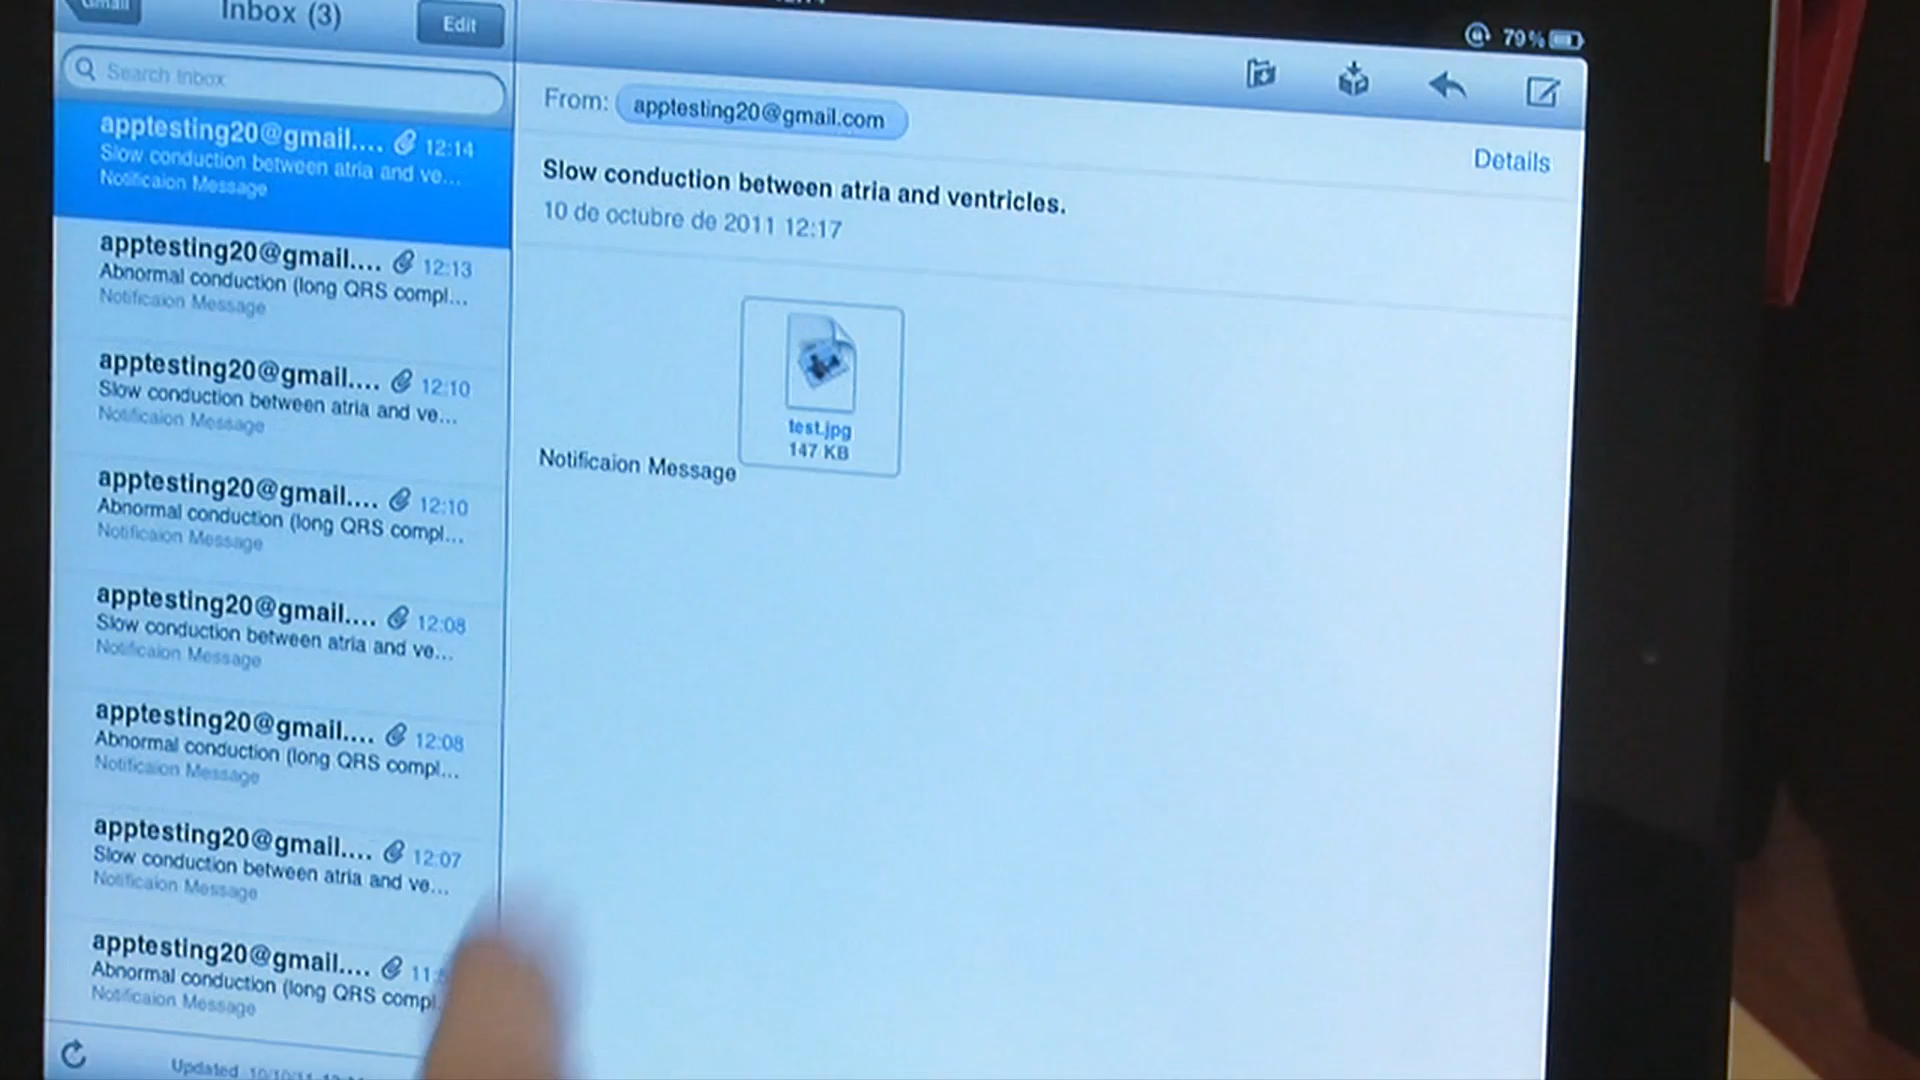 Gmail
Inbox (3)
Edit
79%
Search Inbox
apptesting20@gmail.... 12:14
Slow conduction between atria and ve...
Notificaion Message
apptesting20@gmail.... 12:13
Abnormal conduction (long QRS compl...
Notificaion Message
apptesting20@gmail.... 12:10
Slow conduction between atria and ve...
Notificaion Message
apptesting20@gmail.... 12:10
Abnormal conduction (long QRS compl...
Notificaion Message
apptesting20@gmail.... 12:08
Slow conduction between atria and ve...
Notificaion Message
apptesting20@gmail.... 12:08
Abnormal conduction (long QRS compl...
Notificaion Message
apptesting20@gmail.... 12:07
Slow conduction between atria and ve...
Notificaion Message
apptesting20@gmail....
Abnormal conduction (long QRS compl
Notificaion Message
Updated 10/10/11
From: apptesting20@gmail.com
Details
Slow conduction between atria and ventricles.
10 de octubre de 2011 12:17
test.jpg
147 KB
Notificaion Message